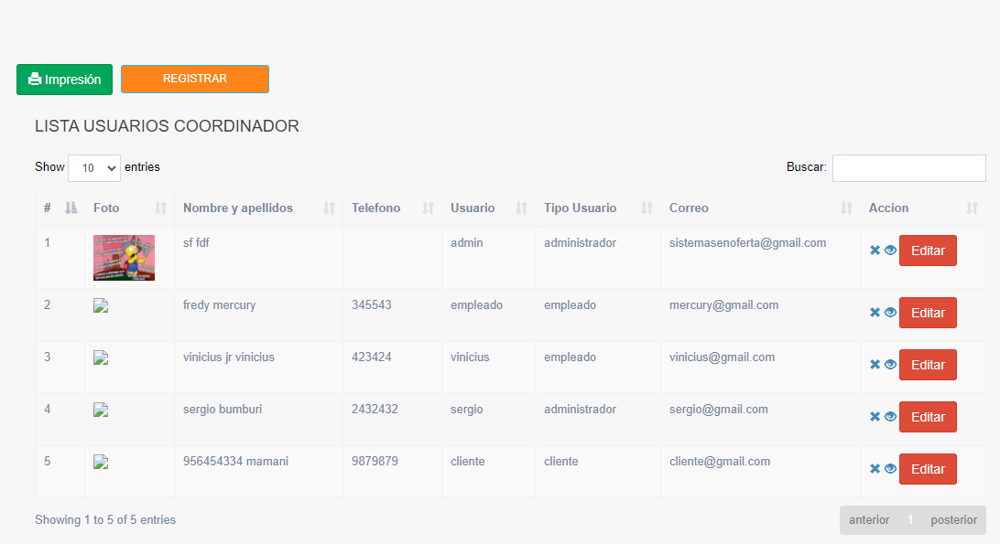 Impresión REGISTRAR
LISTA USUARIOS COORDINADOR
Show 10 entries Buscar:
# Foto Nombre y apellidos Telefono Usuario Tipo Usuario Correo Accion
1 sf fdf admin administrador sistemasenoferta@gmail.com Editar
2 fredy mercury 345543 empleado empleado mercury@gmail.com Editar
3 vinicius jr vinicius 423424 vinicius empleado vinicius@gmail.com Editar
4 sergio bumburi 2432432 sergio administrador sergio@gmail.com Editar
5 956454334 mamani 9879879 cliente cliente cliente@gmail.com Editar
Showing 1 to 5 of 5 entries anterior 1 posterior